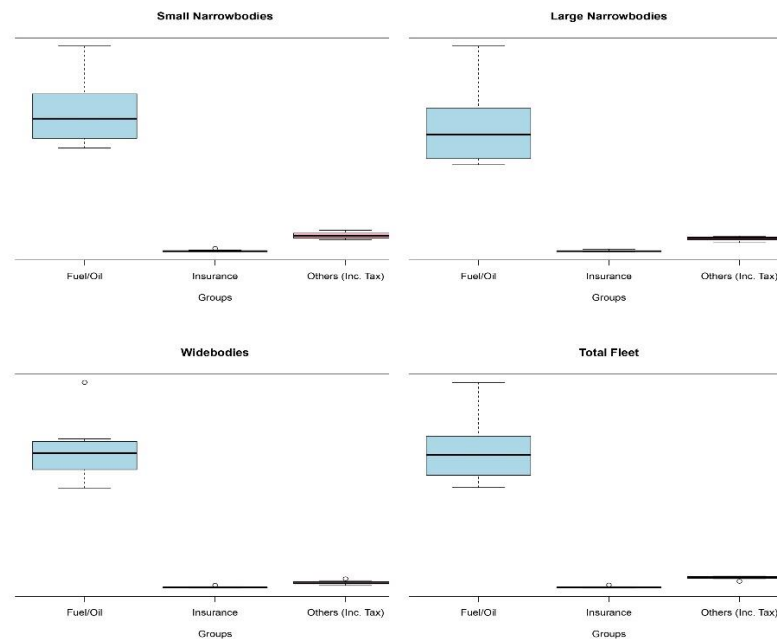 Small Narrowbodies
Fuel/Oil Insurance Others (Inc. Tax)
Groups
Large Narrowbodies
Fuel/Oil Insurance Others (Inc. Tax)
Groups
Widebodies
Fuel/Oil Insurance Others (Inc. Tax)
Groups
Total Fleet
Fuel/Oil Insurance Others (Inc. Tax)
Groups